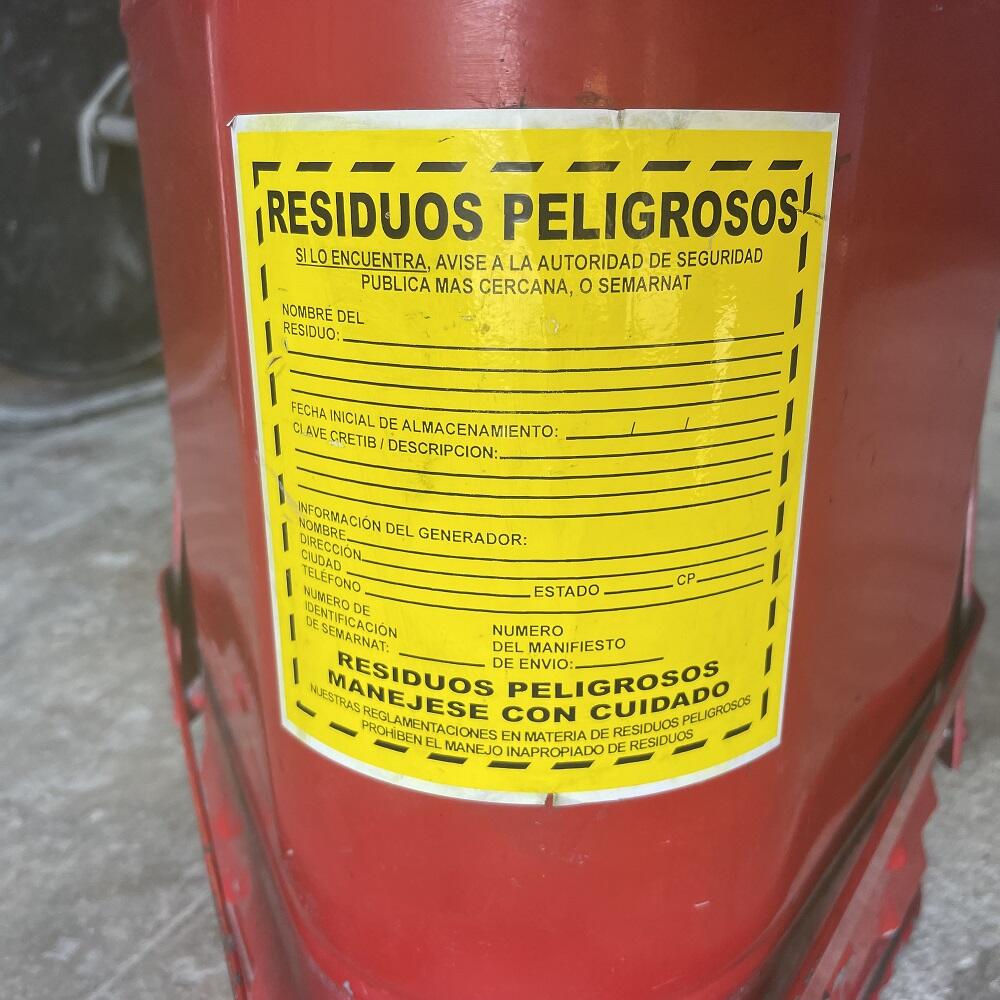 RESIDUOS PELIGROSOS
SI LO ENCUENTRA, AVISE A LA AUTORIDAD DE SEGURIDAD
PUBLICA MAS CERCANA, O SEMARNAT
NOMBRE DEL
RESIDUO:
FECHA INICIAL DE ALMACENAMIENTO: / /
CLAVE CRETIB / DESCRIPCION:
INFORMACIÓN DEL GENERADOR:
NOMBRE
DIRECCIÓN
CIUDAD ESTADO CP
TELÉFONO
NUMERO DE
IDENTIFICACIÓN
DE SEMARNAT:
NUMERO
DEL MANIFIESTO
DE ENVIO:
RESIDUOS PELIGROSOS
MANEJESE CON CUIDADO
NUESTRAS REGLAMENTACIONES EN MATERIA DE RESIDUOS PELIGROSOS
PROHÍBEN EL MANEJO INAPROPIADO DE RESIDUOS